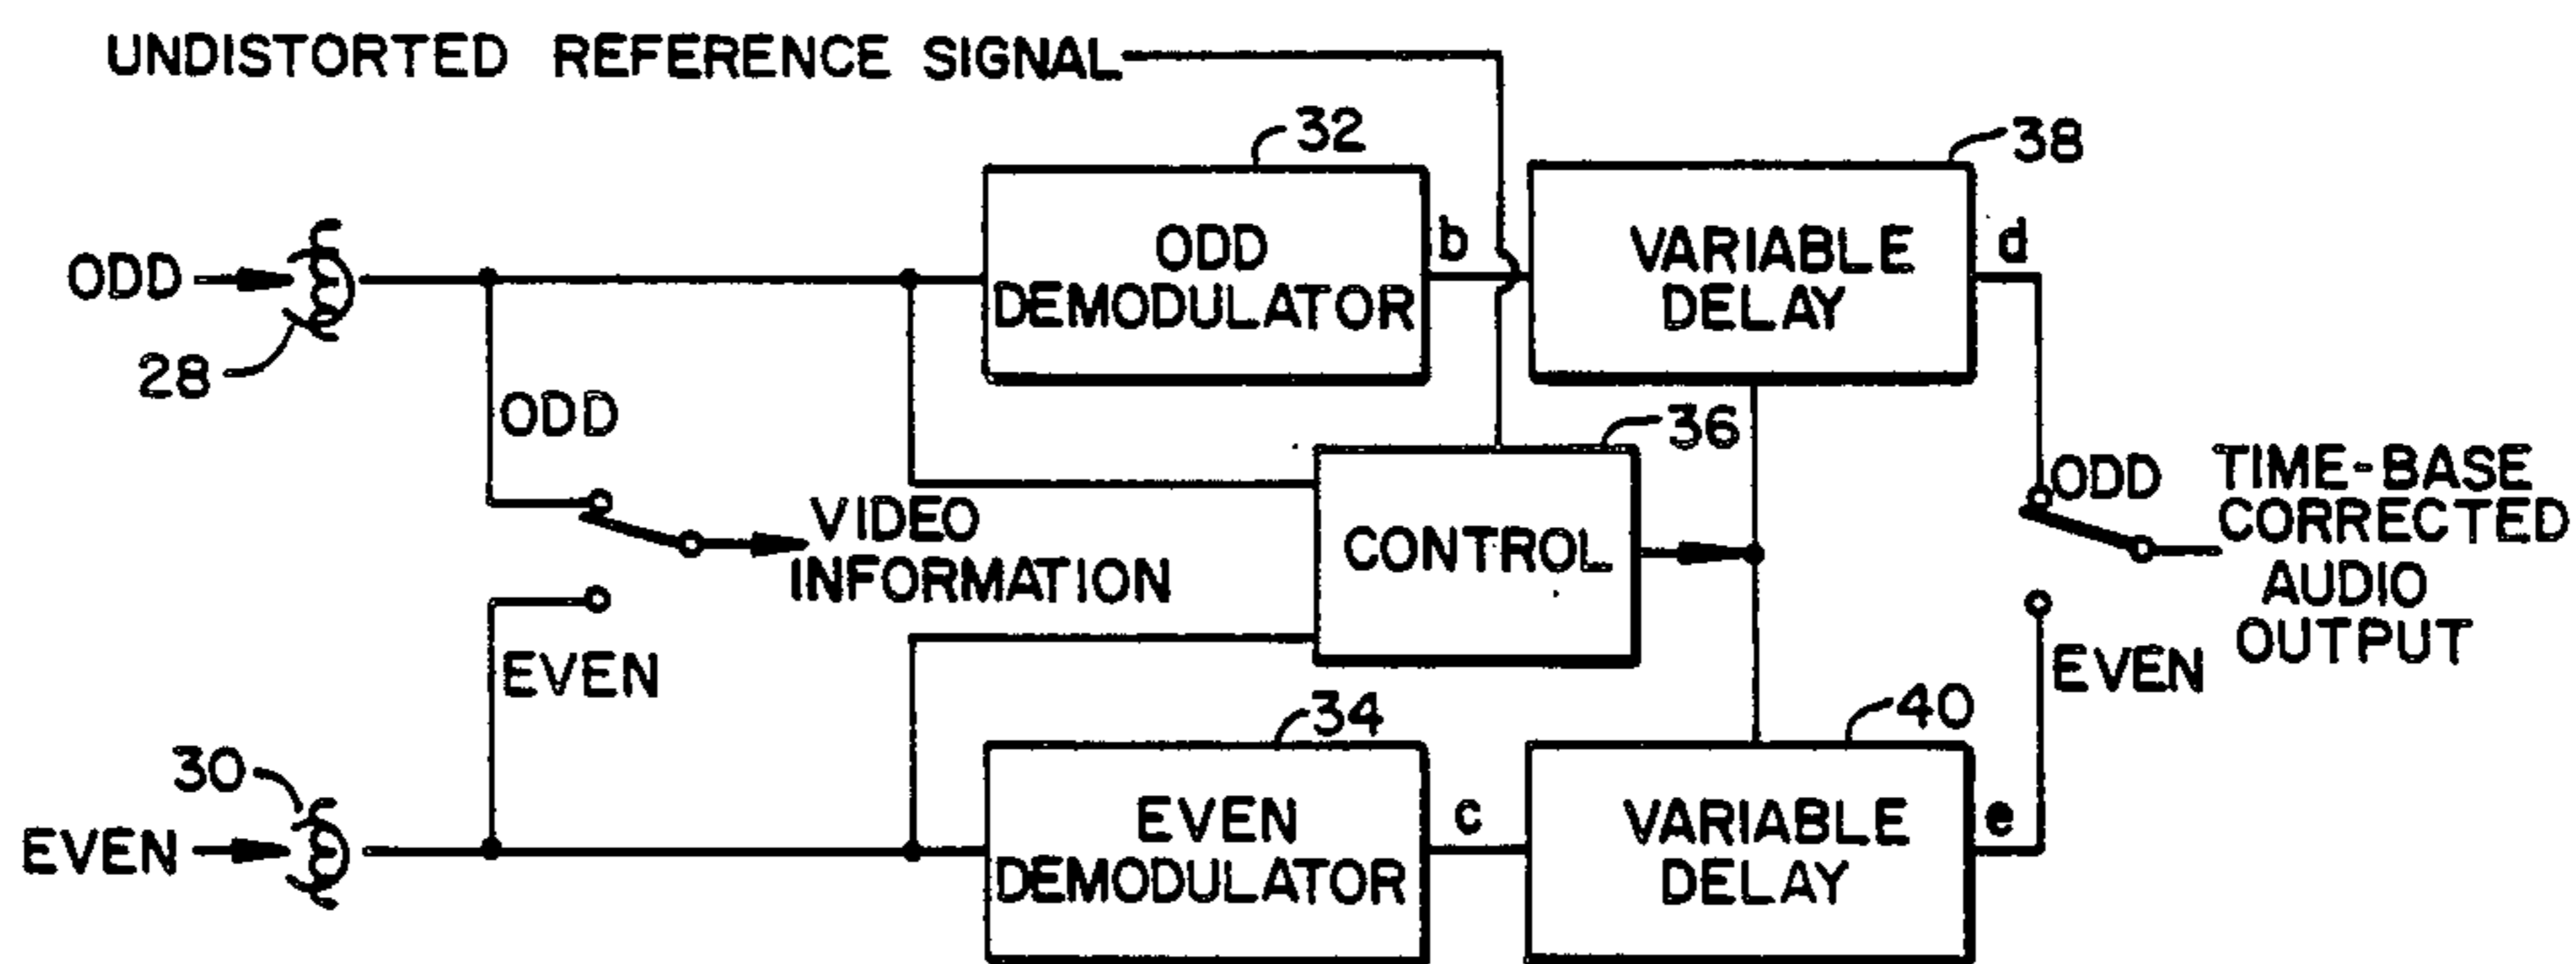 UNDISTORTED REFERENCE SIGNAL
32
38
ODD
b
d
ODD
DEMODULATOR
VARIABLE
DELAY
28
ODD
36
ODD
TIME-BASE
CORRECTED
AUDIO
OUTPUT
VIDEO
INFORMATION
CONTROL
EVEN
EVEN
34
40
30
EVEN
c
e
EVEN
DEMODULATOR
VARIABLE
DELAY